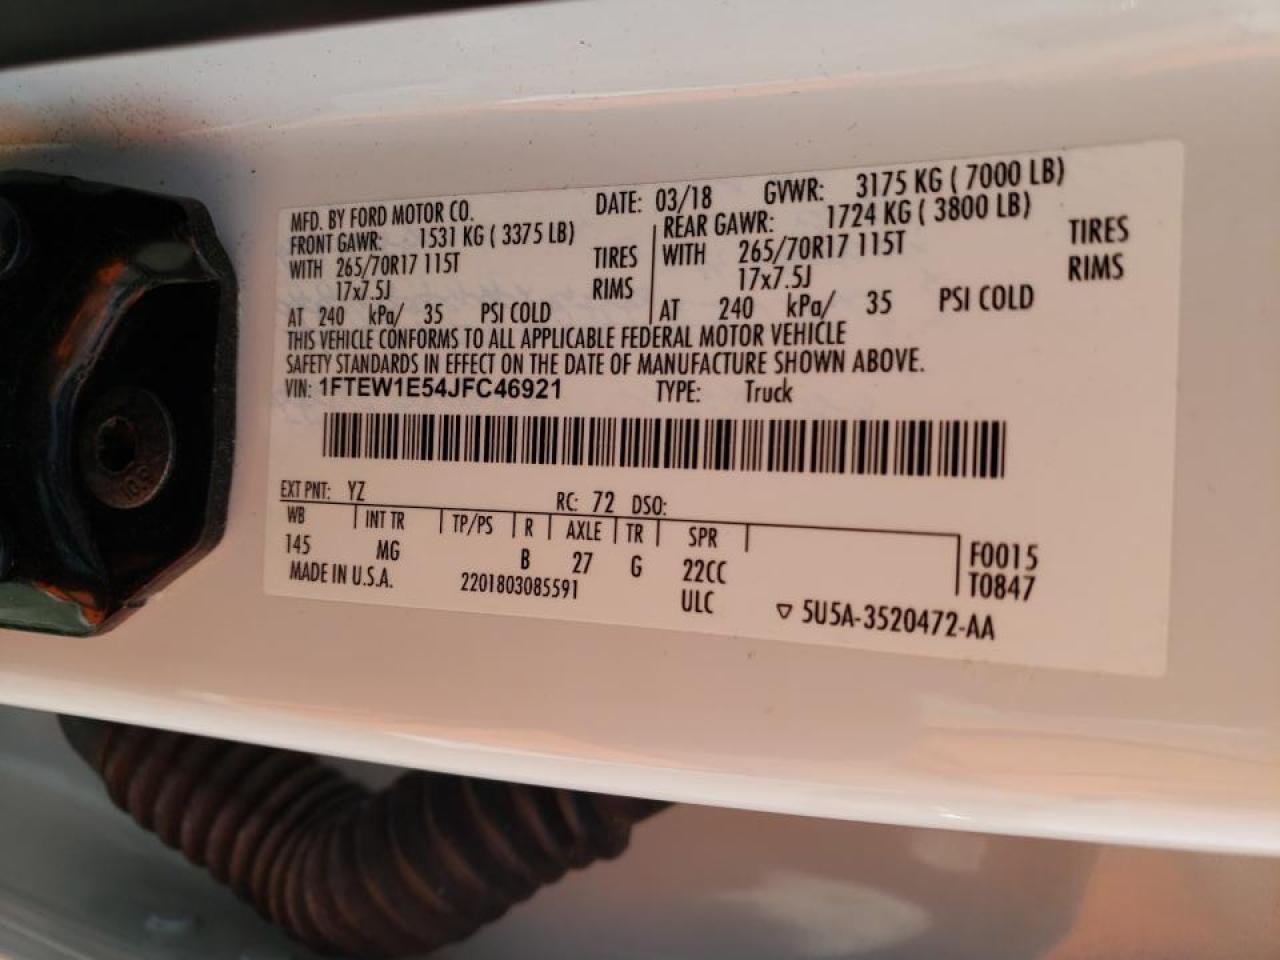 MFD. BY FORD MOTOR CO. DATE: 03/18 GVWR: 3175 KG ( 7000 LB)
FRONT GAWR: 1531 KG ( 3375 LB) REAR GAWR: 1724 KG ( 3800 LB)
WITH 265/70R17 115T TIRES WITH 265/70R17 115T TIRES
17x7.5J RIMS 17x7.5J RIMS
AT 240 kPa/ 35 PSI COLD AT 240 kPa/ 35 PSI COLD
THIS VEHICLE CONFORMS TO ALL APPLICABLE FEDERAL MOTOR VEHICLE
SAFETY STANDARDS IN EFFECT ON THE DATE OF MANUFACTURE SHOWN ABOVE.
VIN: 1FTEW1E54JFC46921 TYPE: Truck
EXT PNT: YZ RC: 72 DSO:
WB INT TR TP/PS R AXLE TR SPR
145 MG B 27 G 22CC F0015
T0847
MADE IN U.S.A. 2201803085591 ULC ▽ 5U5A-3520472-AA
10.9